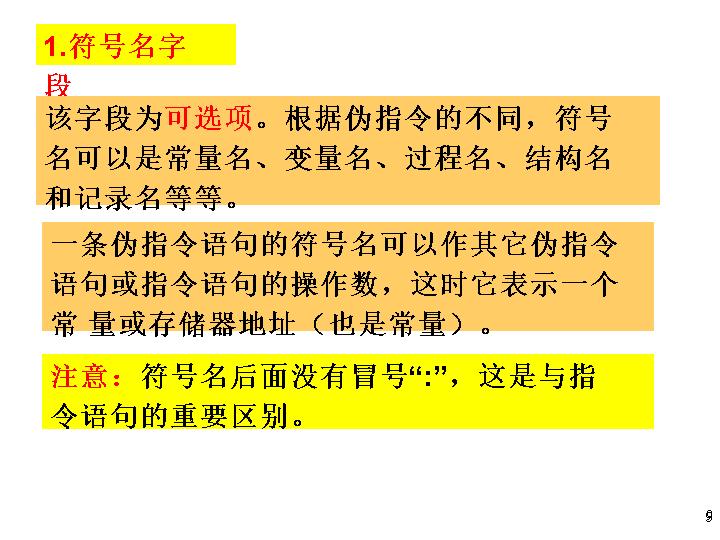 1.符号名字
段
该字段为可选项。根据伪指令的不同，符号
名可以是常量名、变量名、过程名、结构名
和记录名等等。
一条伪指令语句的符号名可以作其它伪指令
语句或指令语句的操作数，这时它表示一个
常 量或存储器地址（也是常量）。
注意：符号名后面没有冒号“:”，这是与指
令语句的重要区别。